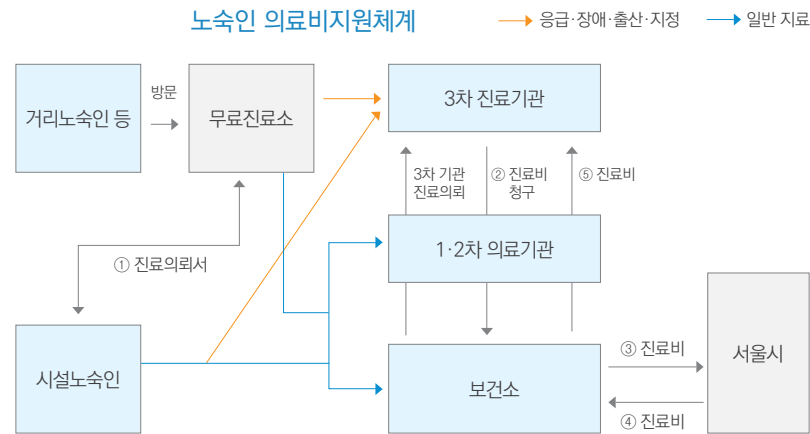 노숙인 의료비지원체계
응급·장애·출산·지정
일반 지료
거리노숙인 등
방문
무료진료소
3차 진료기관
3차 기관
진료의뢰
② 진료비
청구
⑤ 진료비
① 진료의뢰서
1·2차 의료기관
시설노숙인
보건소
③ 진료비
④ 진료비
서울시